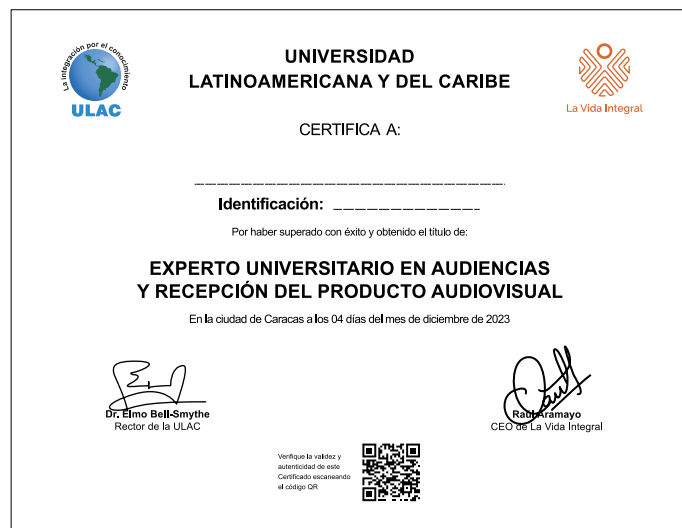 La integración por el conocimiento
ULAC
UNIVERSIDAD
LATINOAMERICANA Y DEL CARIBE
La Vida Integral
CERTIFICA A:
Identificación:
Por haber superado con éxito y obtenido el título de:
EXPERTO UNIVERSITARIO EN AUDIENCIAS
Y RECEPCIÓN DEL PRODUCTO AUDIOVISUAL
En la ciudad de Caracas a los 04 días del mes de diciembre de 2023
Dr. Elmo Bell-Smythe
Rector de la ULAC
Raúl Aramayo
CEO de La Vida Integral
Verifique la validez y
autenticidad de este
Certificado escaneando
el código QR